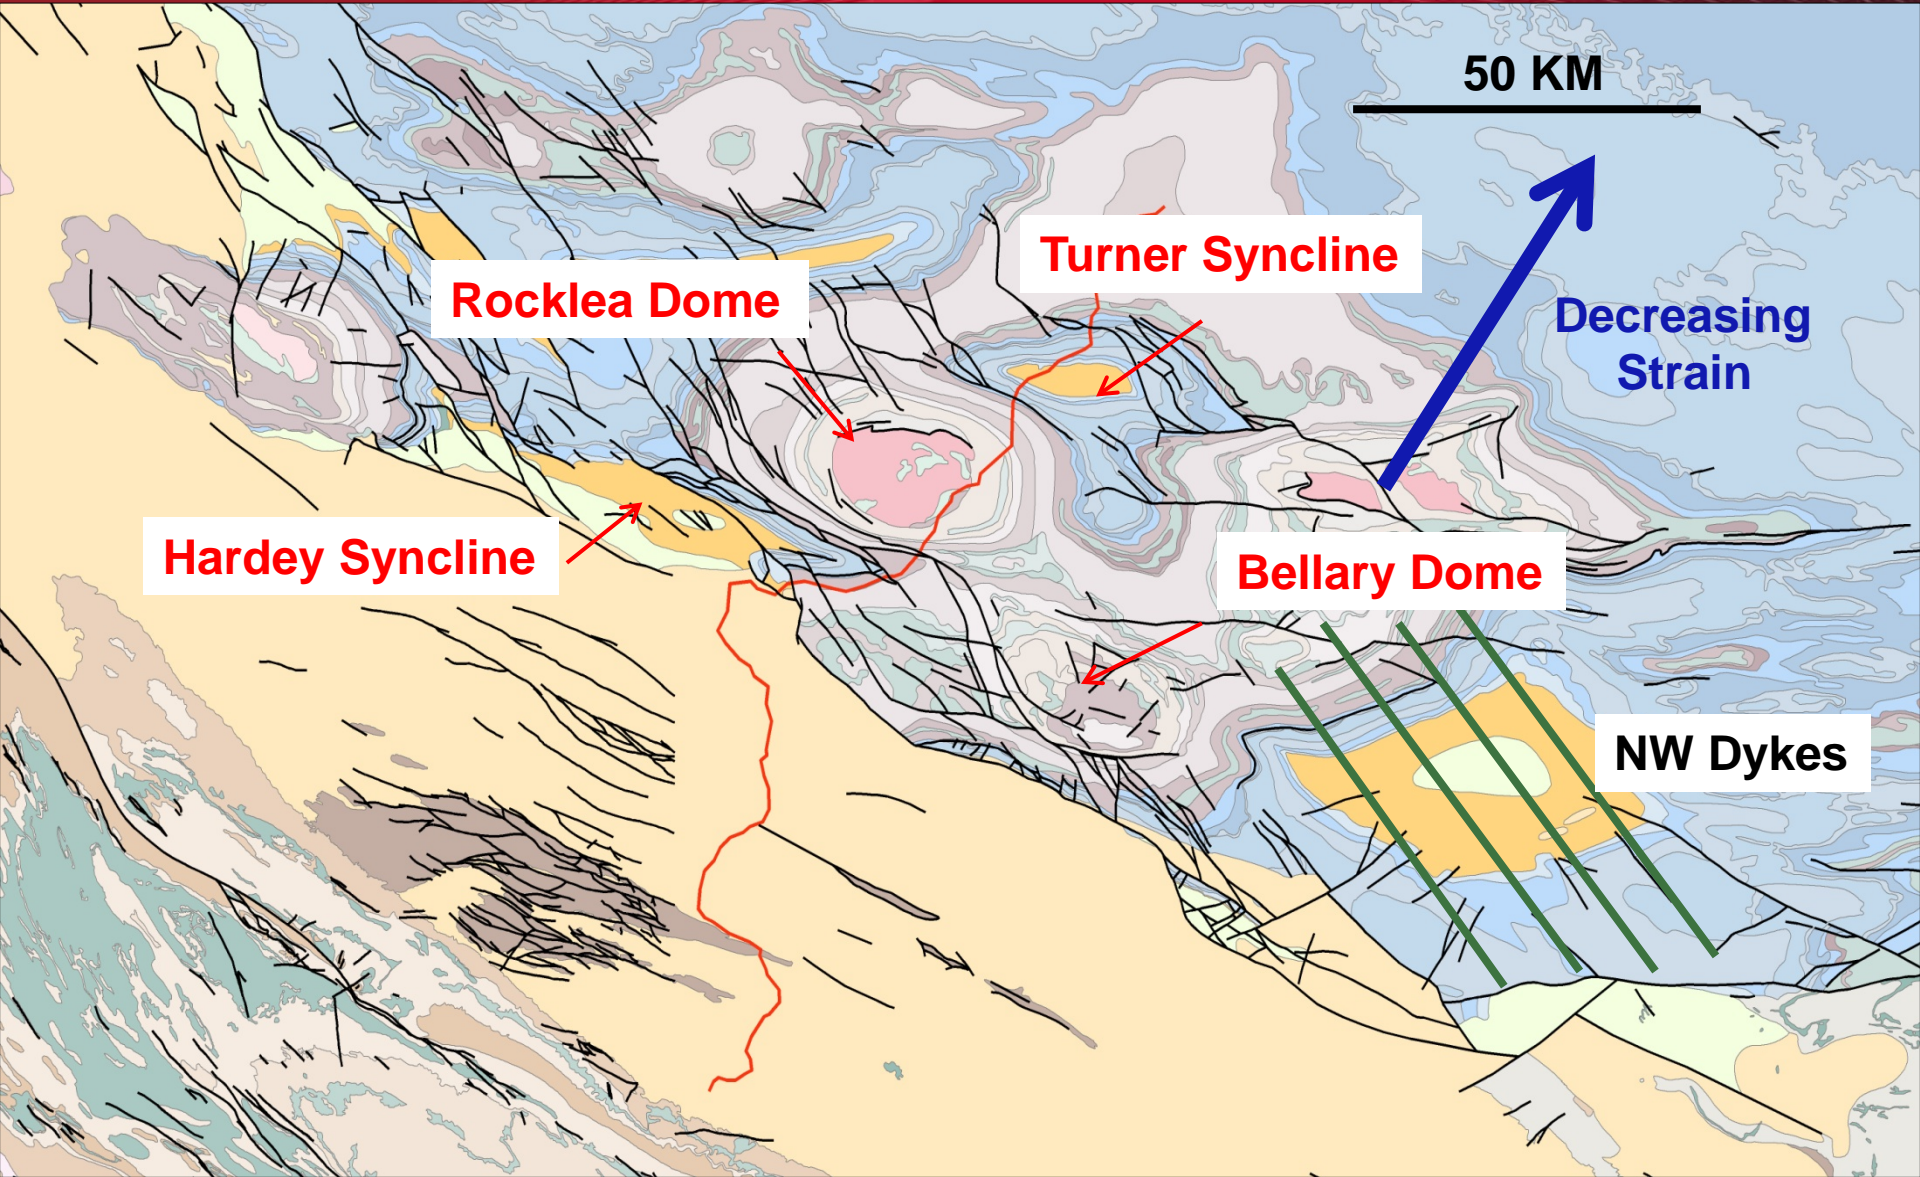 50 KM
Turner Syncline
Rocklea Dome
Decreasing
Strain
Hardey Syncline
Bellary Dome
NW Dykes